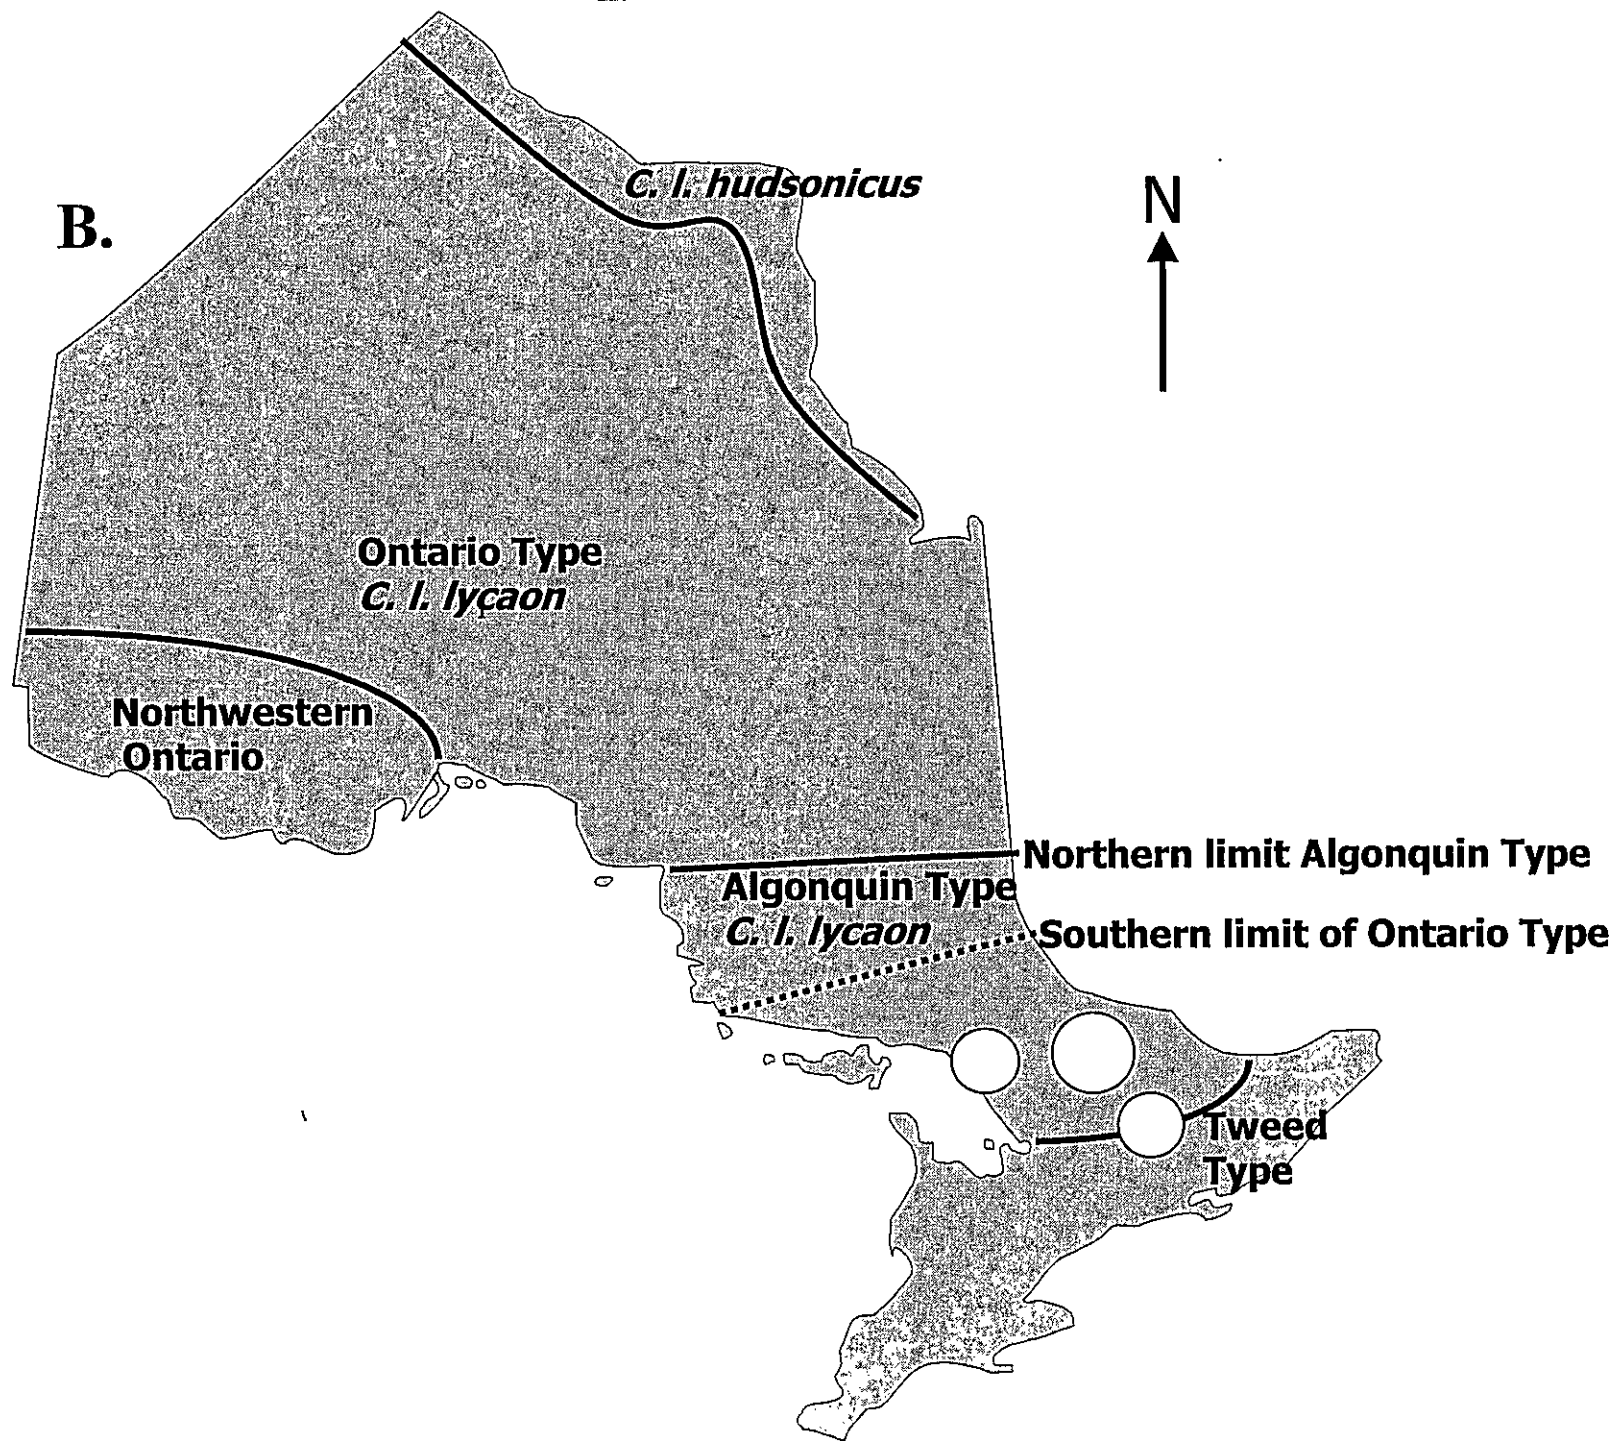 C. l. hudsonicus
N
B.
Ontario Type
C. l. lycaon
Northwestern
Ontario
Northern limit Algonquin Type
Algonquin Type
C. l. lycaon
Southern limit of Ontario Type
Tweed
Type